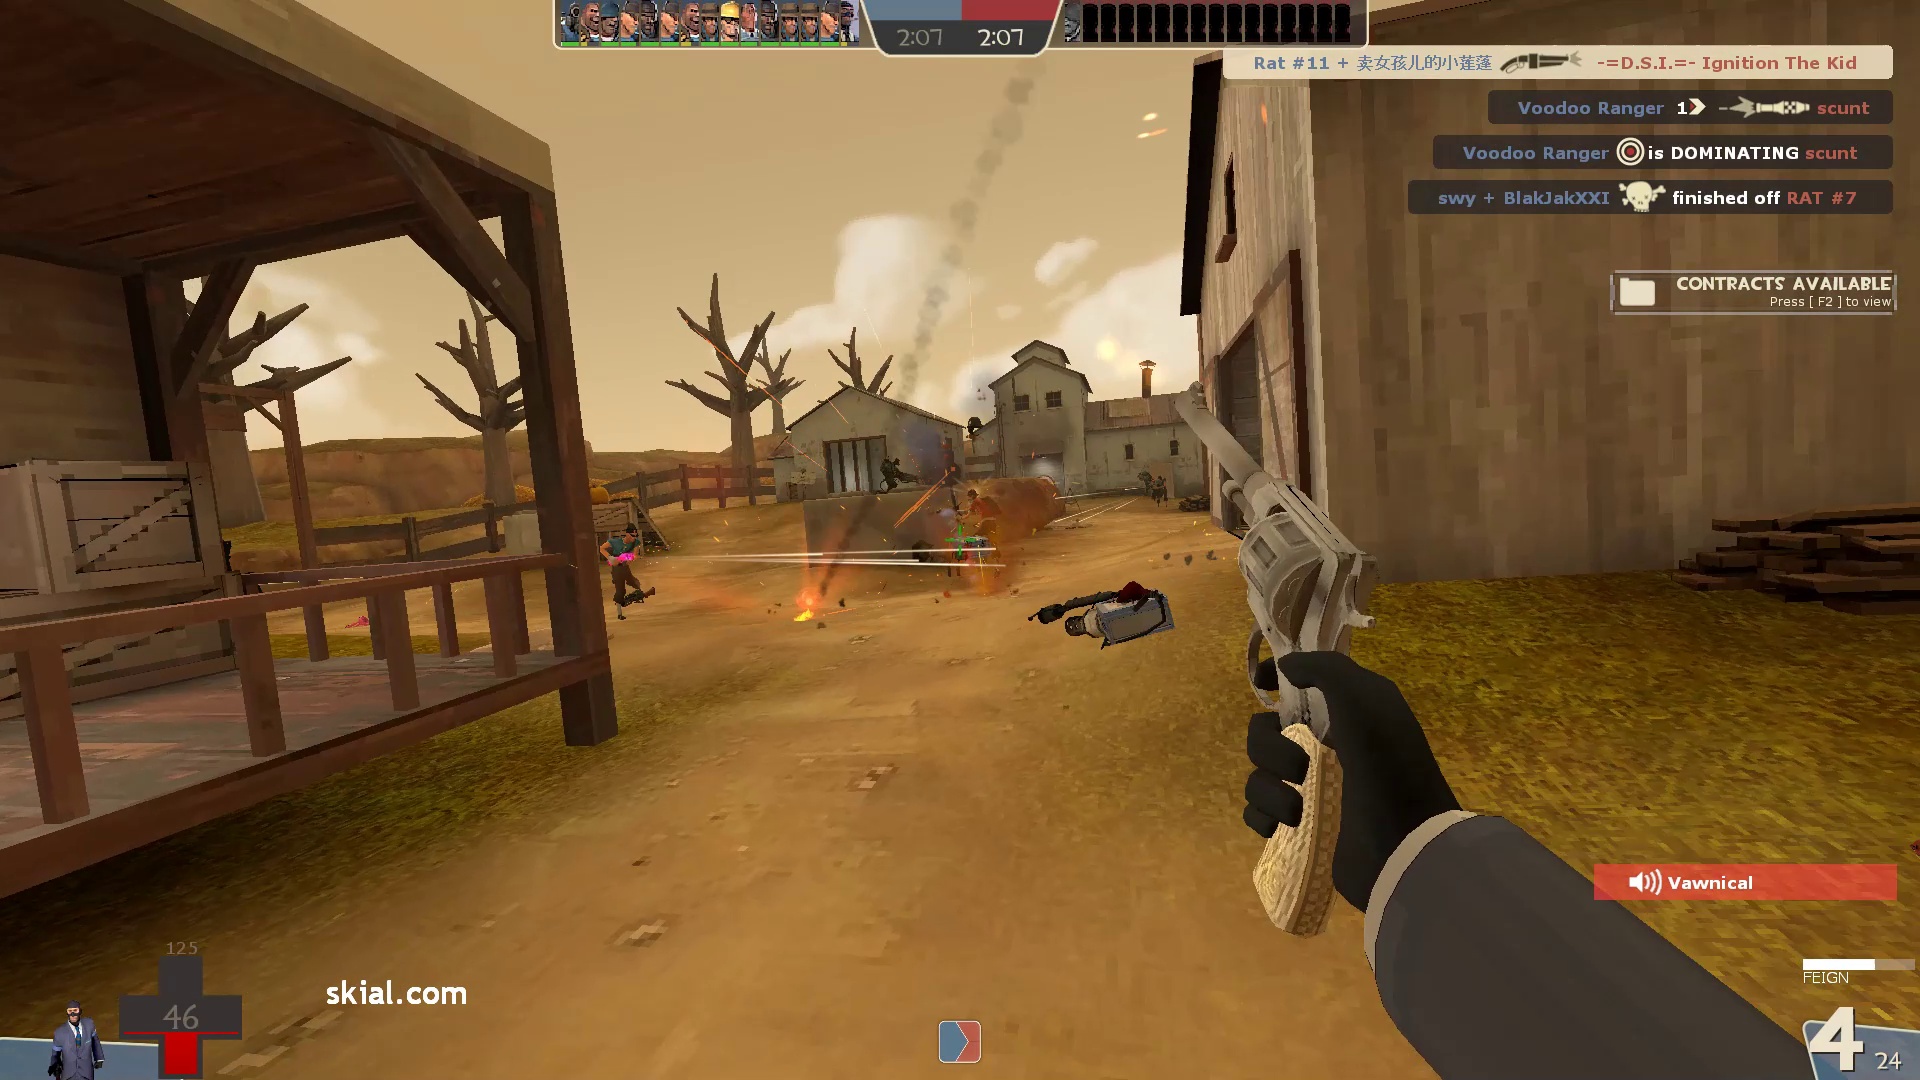 2:07 2:07
Rat #11 + 卖女孩儿的小莲蓬 -=D.S.I.=- Ignition The Kid
Voodoo Ranger 1 scunt
Voodoo Ranger is DOMINATING scunt
swy + BlakJakXXI finished off RAT #7
CONTRACTS AVAILABLE
Press [ F2 ] to view
Vawnical
125
46
skial.com
FEIGN
4 24